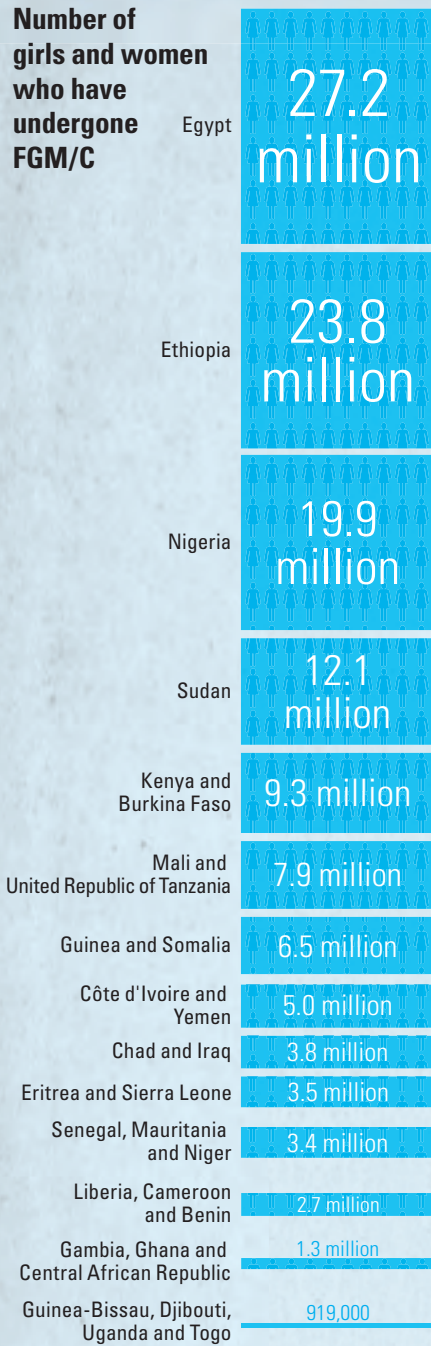 Number of
girls and women
who have
undergone
FGM/C
Egypt
27.2
million
Ethiopia
23.8
million
Nigeria
19.9
million
Sudan
12.1
million
Kenya and
Burkina Faso
9.3 million
Mali and
United Republic of Tanzania
7.9 million
Guinea and Somalia
6.5 million
Côte d'Ivoire and
Yemen
5.0 million
Chad and Iraq
3.8 million
Eritrea and Sierra Leone
3.5 million
Senegal, Mauritania
and Niger
3.4 million
Liberia, Cameroon
and Benin
2.7 million
Gambia, Ghana and
Central African Republic
1.3 million
Guinea-Bissau, Djibouti,
Uganda and Togo
919,000